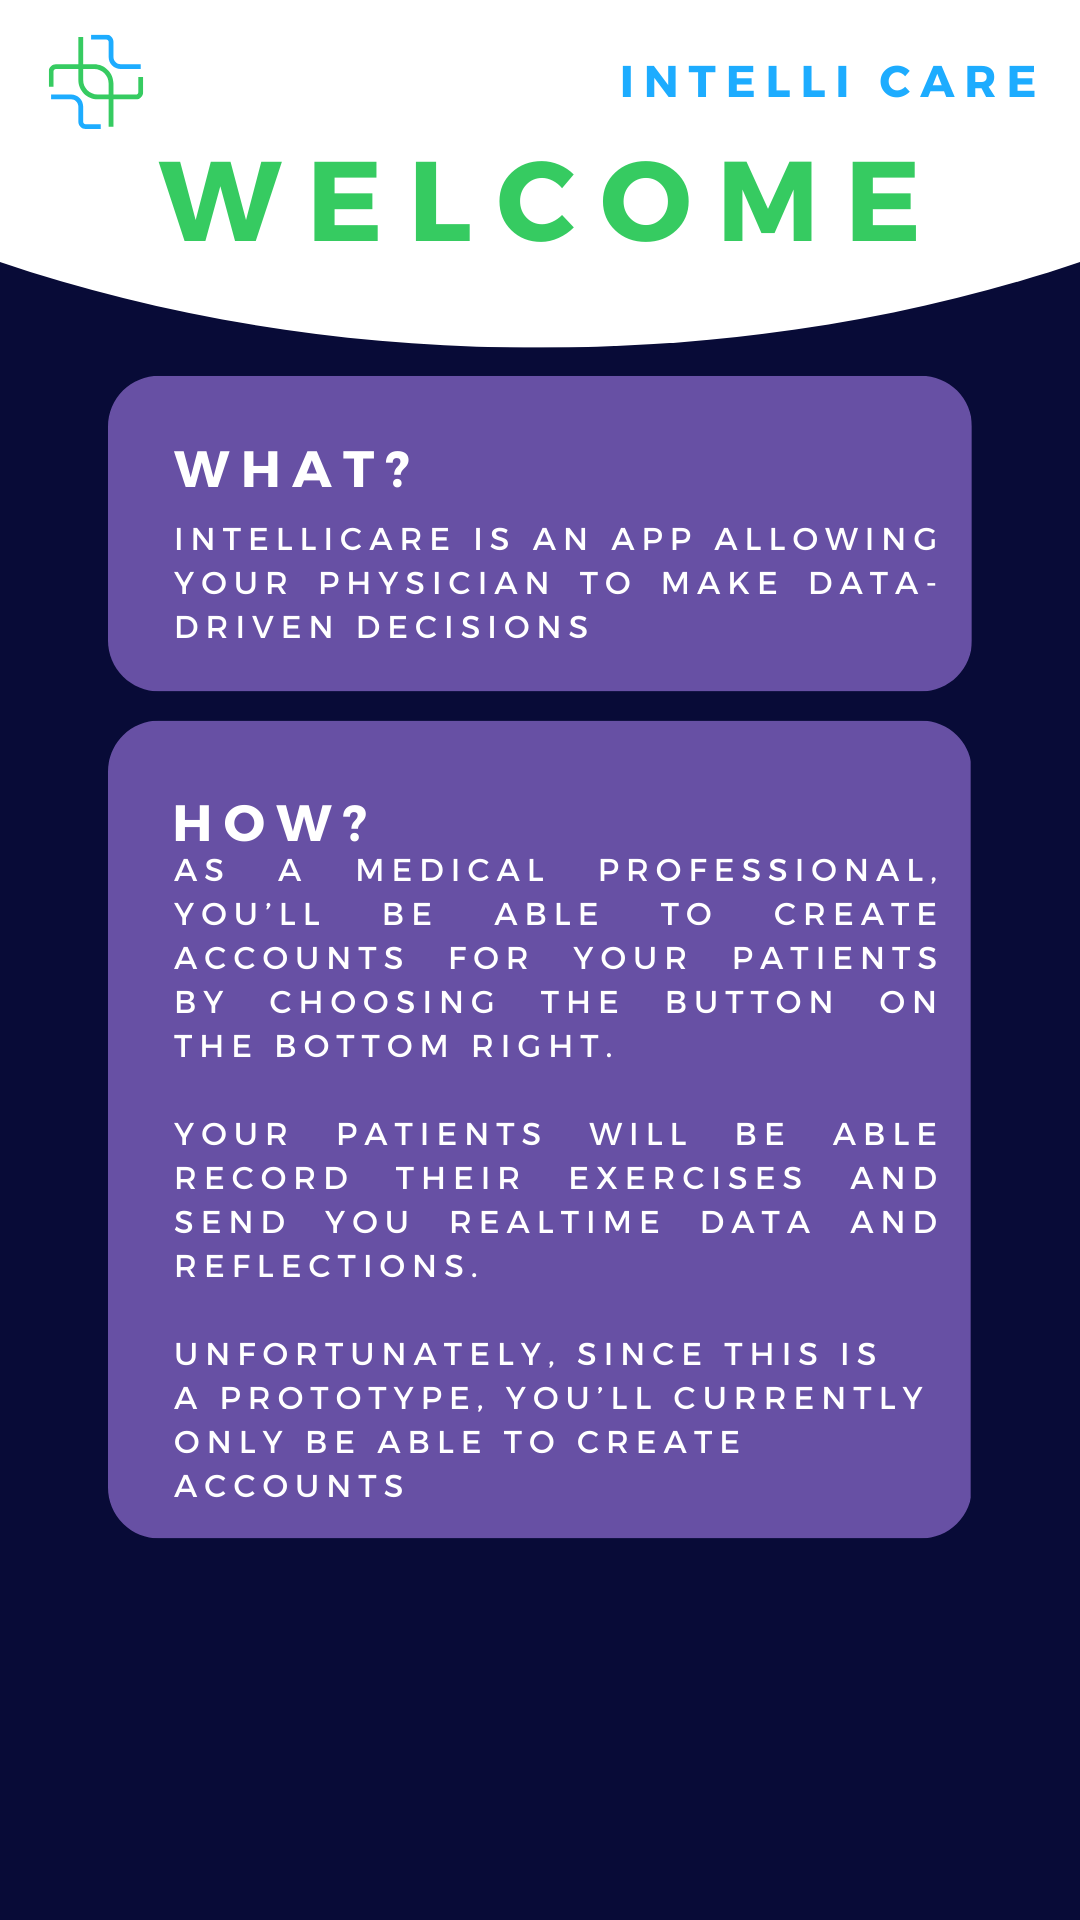 INTELLI CARE
WELCOME
WHAT?
INTELLICARE IS AN APP ALLOWING
YOUR PHYSICIAN TO MAKE DATA-
DRIVEN DECISIONS
HOW?
AS A MEDICAL PROFESSIONAL,
YOU'LL BE ABLE TO CREATE
ACCOUNTS FOR YOUR PATIENTS
BY CHOOSING THE BUTTON ON
THE BOTTOM RIGHT.
YOUR PATIENTS WILL BE ABLE
RECORD THEIR EXERCISES AND
SEND YOU REALTIME DATA AND
REFLECTIONS.
UNFORTUNATELY, SINCE THIS IS
A PROTOTYPE, YOU'LL CURRENTLY
ONLY BE ABLE TO CREATE
ACCOUNTS